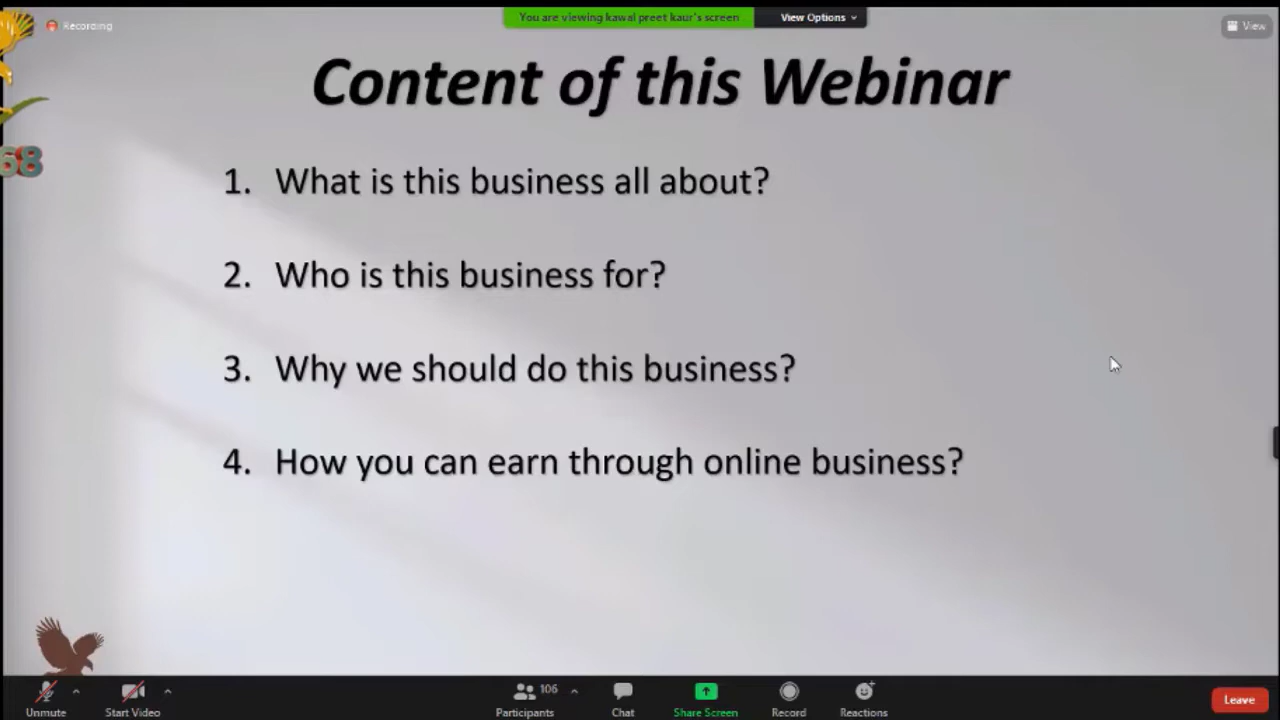 You are viewing kawal preet kaur's screen
View Options
Recording
View
Content of this Webinar
68
1. What is this business all about?
2. Who is this business for?
3. Why we should do this business?
4. How you can earn through online business?
106
Unmute
Start Video
Participants
Chat
Share Screen
Record
Reactions
Leave